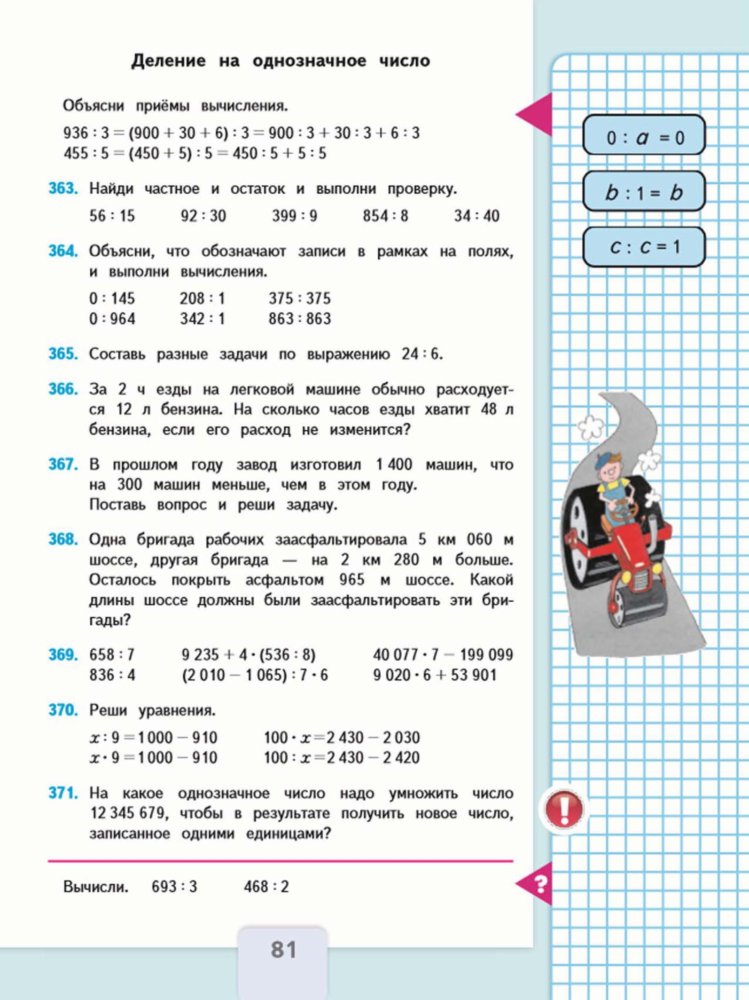 Деление на однозначное число
Объясни приёмы вычисления.
936 : 3 = (900 + 30 + 6) : 3 = 900 : 3 + 30 : 3 + 6 : 3
455 : 5 = (450 + 5) : 5 = 450 : 5 + 5 : 5
0 : a = 0
b : 1 = b
c : c = 1
363. Найди частное и остаток и выполни проверку.
56 : 15 92 : 30 399 : 9 854 : 8 34 : 40
364. Объясни, что обозначают записи в рамках на полях,
и выполни вычисления.
0 : 145 208 : 1 375 : 375
0 : 964 342 : 1 863 : 863
365. Составь разные задачи по выражению 24 : 6.
366. За 2 ч езды на легковой машине обычно расходует-
ся 12 л бензина. На сколько часов езды хватит 48 л
бензина, если его расход не изменится?
367. В прошлом году завод изготовил 1 400 машин, что
на 300 машин меньше, чем в этом году.
Поставь вопрос и реши задачу.
368. Одна бригада рабочих заасфальтировала 5 км 060 м
шоссе, другая бригада — на 2 км 280 м больше.
Осталось покрыть асфальтом 965 м шоссе. Какой
длины шоссе должны были заасфальтировать эти бри-
гады?
369. 658 : 7 9 235 + 4 · (536 : 8) 40 077 · 7 − 199 099
836 : 4 (2 010 − 1 065) : 7 · 6 9 020 · 6 + 53 901
370. Реши уравнения.
x : 9 = 1 000 − 910 100 · x = 2 430 − 2 030
x · 9 = 1 000 − 910 100 : x = 2 430 − 2 420
371. На какое однозначное число надо умножить число
12 345 679, чтобы в результате получить новое число,
записанное одними единицами?
!
Вычисли. 693 : 3 468 : 2
?
81